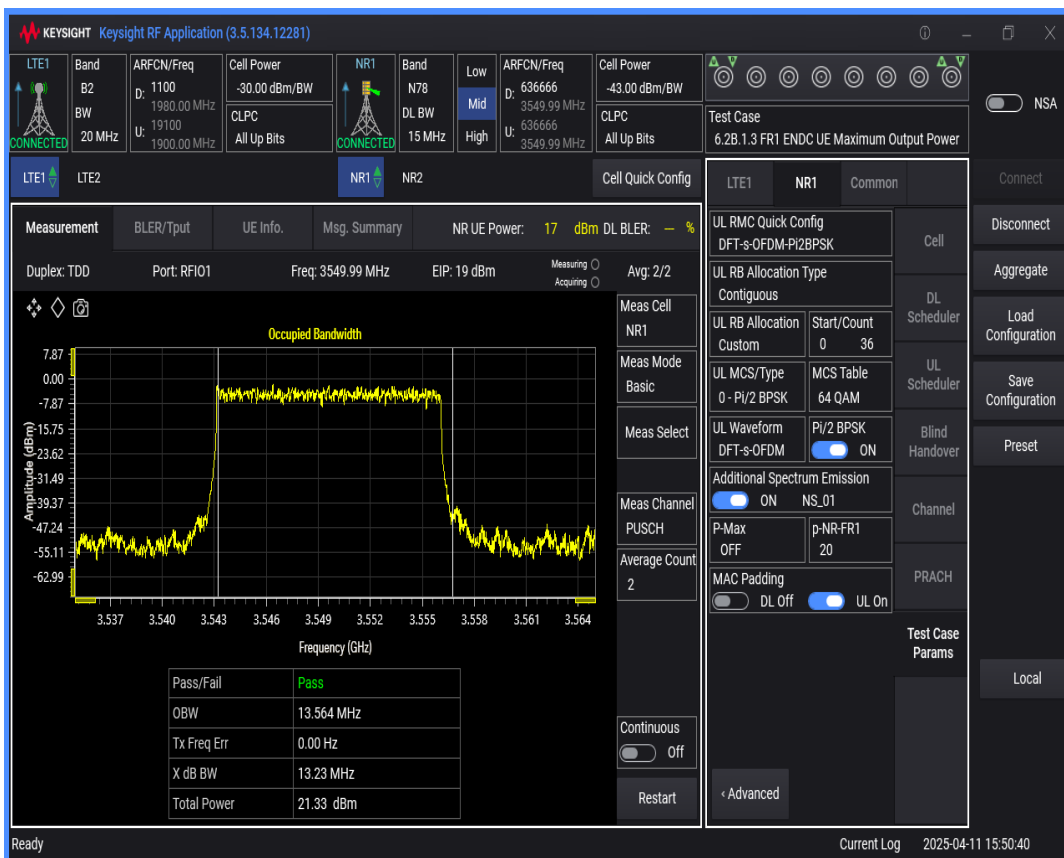 KEYSIGHT Keysight RF Application (3.5.134.12281)
LTE1
CONNECTED
Band
B2
BW
20 MHz
ARFCN/Freq
D: 1100
1980.00 MHz
U: 19100
1900.00 MHz
Cell Power
-30.00 dBm/BW
CLPC
All Up Bits
NR1
CONNECTED
Band
N78
DL BW
15 MHz
Low
Mid
High
ARFCN/Freq
D: 636666
3549.99 MHz
U: 636666
3549.99 MHz
Cell Power
-43.00 dBm/BW
CLPC
All Up Bits
Test Case
6.2B.1.3 FR1 ENDC UE Maximum Output Power
NSA
LTE1 LTE2 NR1 NR2 Cell Quick Config
Measurement BLER/Tput UE Info. Msg. Summary NR UE Power: 17 dBm DL BLER: — %
Duplex: TDD Port: RFIO1 Freq: 3549.99 MHz EIP: 19 dBm Measuring Avg: 2/2
Acquiring
Occupied Bandwidth
7.87
0.00
-7.87
-15.75
-23.62
-31.49
-39.37
-47.24
-55.11
-62.99
Amplitude (dBm)
3.537 3.540 3.543 3.546 3.549 3.552 3.555 3.558 3.561 3.564
Frequency (GHz)
Pass/Fail Pass
OBW 13.564 MHz
Tx Freq Err 0.00 Hz
X dB BW 13.23 MHz
Total Power 21.33 dBm
Meas Cell
NR1
Meas Mode
Basic
Meas Select
Meas Channel
PUSCH
Average Count
2
Continuous
Off
Restart
LTE1 NR1 Common
UL RMC Quick Config
DFT-s-OFDM-Pi2BPSK
UL RB Allocation Type
Contiguous
UL RB Allocation Start/Count
Custom 0 36
UL MCS/Type MCS Table
0 - Pi/2 BPSK 64 QAM
UL Waveform Pi/2 BPSK
DFT-s-OFDM ON
Additional Spectrum Emission
ON NS_01
P-Max p-NR-FR1
OFF 20
MAC Padding
DL Off UL On
‹ Advanced
Cell
DL
Scheduler
UL
Scheduler
Blind
Handover
Channel
PRACH
Test Case
Params
Connect
Disconnect
Aggregate
Load
Configuration
Save
Configuration
Preset
Local
Ready Current Log 2025-04-11 15:50:40